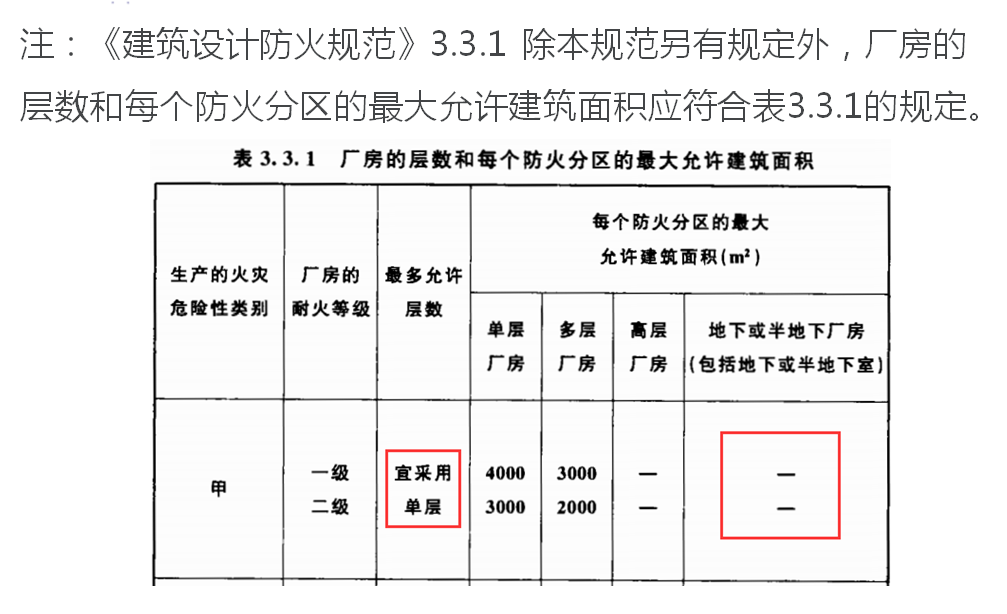 注：《建筑设计防火规范》3.3.1 除本规范另有规定外，厂房的
层数和每个防火分区的最大允许建筑面积应符合表3.3.1的规定。
表 3.3.1 厂房的层数和每个防火分区的最大允许建筑面积
生产的火灾
危险性类别
厂房的
耐火等级
最多允许
层数
每个防火分区的最大
允许建筑面积(m²)
单层
厂房
多层
厂房
高层
厂房
地下或半地下厂房
(包括地下或半地下室)
甲
一级
二级
宜采用
单层
4000
3000
3000
2000
—
—
—
—